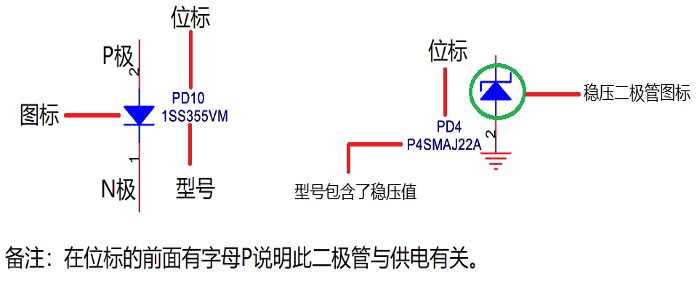 位标
P极
2
PD10
1SS355VM
图标
1
N极
型号
位标
稳压二极管图标
PD4
P4SMAJ22A
2
型号包含了稳压值
备注：在位标的前面有字母P说明此二极管与供电有关。